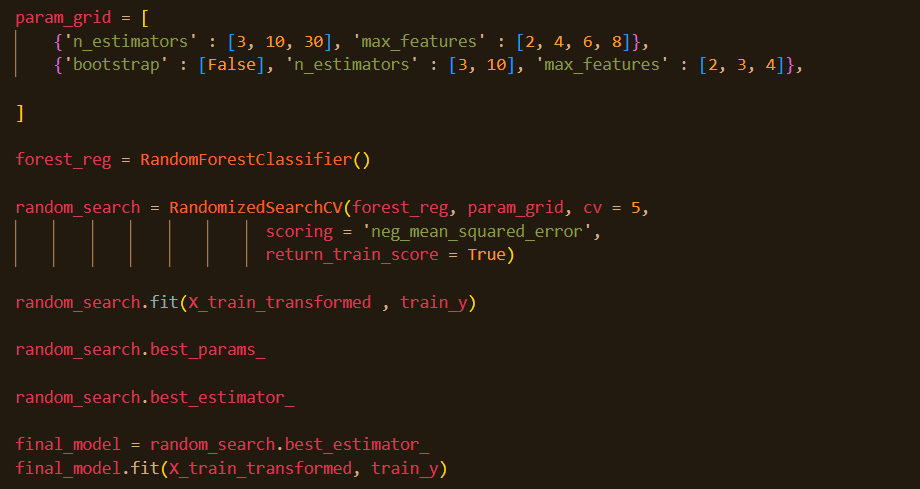 param_grid = [
    {'n_estimators' : [3, 10, 30], 'max_features' : [2, 4, 6, 8]},
    {'bootstrap' : [False], 'n_estimators' : [3, 10], 'max_features' : [2, 3, 4]},
]
forest_reg = RandomForestClassifier()
random_search = RandomizedSearchCV(forest_reg, param_grid, cv = 5,
                          scoring = 'neg_mean_squared_error',
                          return_train_score = True)
random_search.fit(X_train_transformed , train_y)
random_search.best_params_
random_search.best_estimator_
final_model = random_search.best_estimator_
final_model.fit(X_train_transformed, train_y)